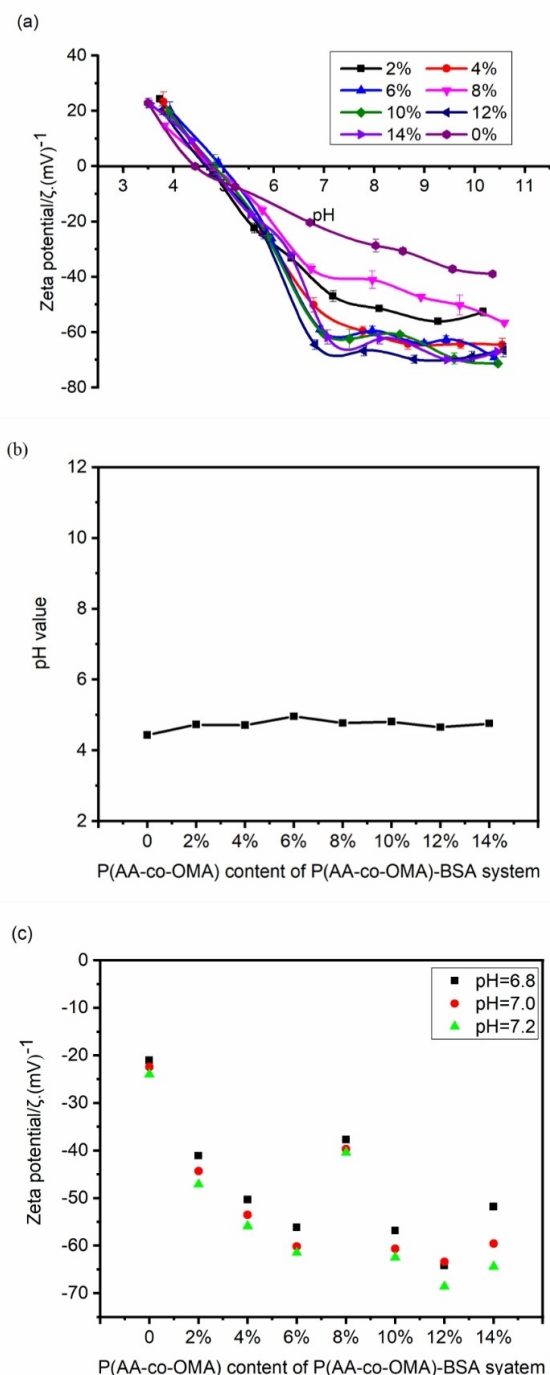 (a)
40
20
0
-20
-40
-60
-80
Zeta potential/ζ.(mV)⁻¹
2% 4%
6% 8%
10% 12%
14% 0%
3 4 5 6 7 8 9 10 11
pH
(b)
12
10
8
6
4
2
pH value
0 2% 4% 6% 8% 10% 12% 14%
P(AA-co-OMA) content of P(AA-co-OMA)-BSA system
(c)
0
-10
-20
-30
-40
-50
-60
-70
Zeta potential/ζ.(mV)⁻¹
pH=6.8
pH=7.0
pH=7.2
0 2% 4% 6% 8% 10% 12% 14%
P(AA-co-OMA) content of P(AA-co-OMA)-BSA syatem